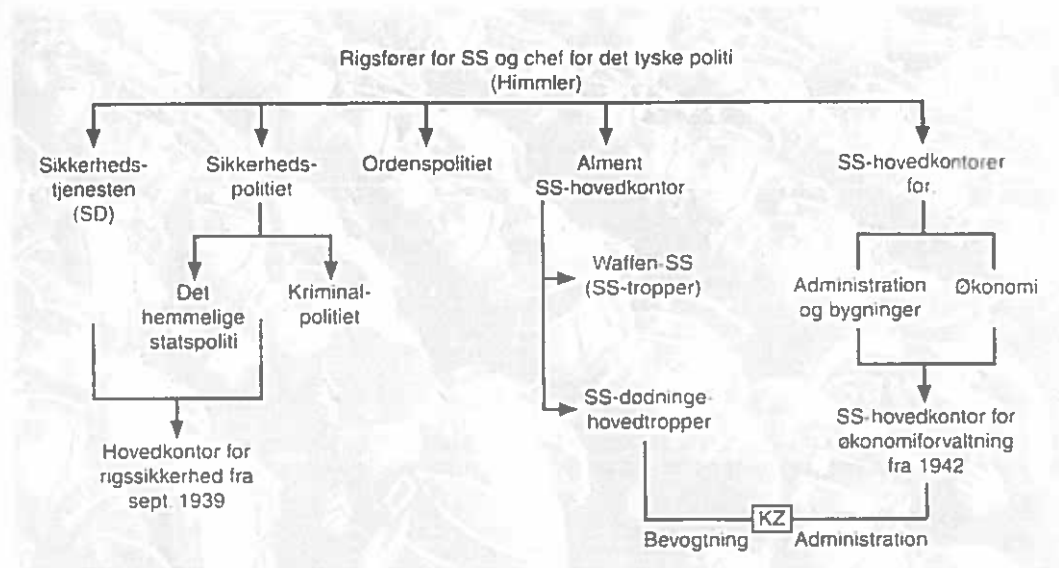 Rigsfører for SS og chef for det tyske politi
(Himmler)
Sikkerheds-
tjenesten
(SD)
Sikkerheds-
politiet
Ordenspolitiet
Alment
SS-hovedkontor
SS-hovedkontorer
for
Det
hemmelige
statspoliti
Kriminal-
politiet
Waffen-SS
(SS-tropper)
Administration
og bygninger
Økonomi
Hovedkontor for
rigssikkerhed fra
sept. 1939
SS-dødninge-
hovedtropper
SS-hovedkontor for
økonomiforvaltning
fra 1942
KZ
Bevogtning
Administration